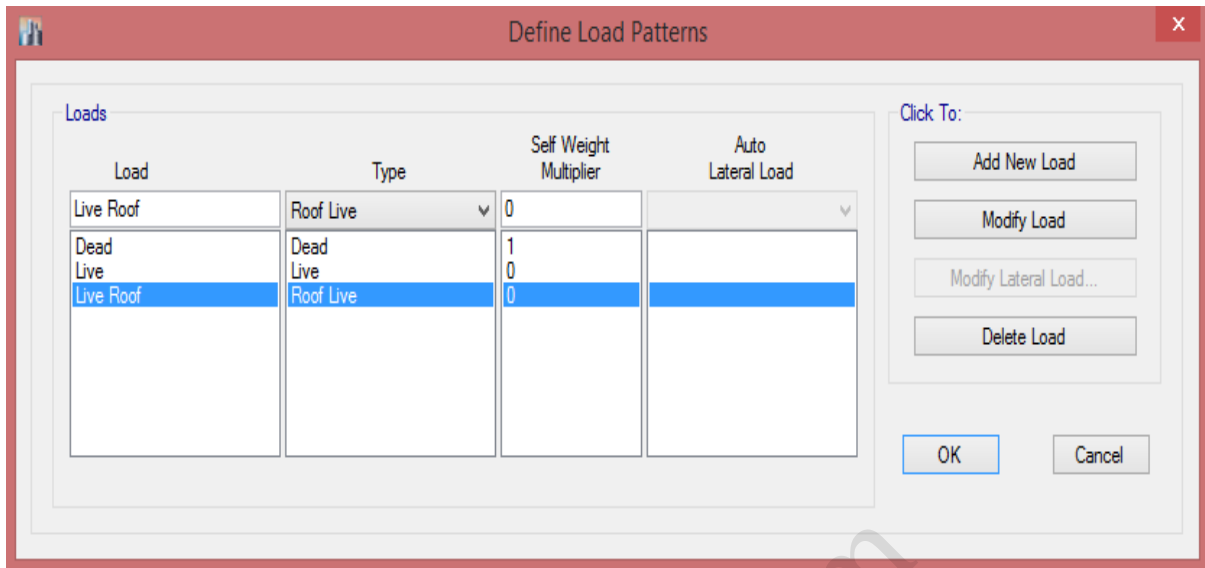 Define Load Patterns
x
Loads
Click To:
Load
Type
Self Weight
Multiplier
Auto
Lateral Load
Live Roof
Roof Live
0
Dead
Dead
1
Live
Live
0
Live Roof
Roof Live
0
Add New Load
Modify Load
Modify Lateral Load...
Delete Load
OK
Cancel